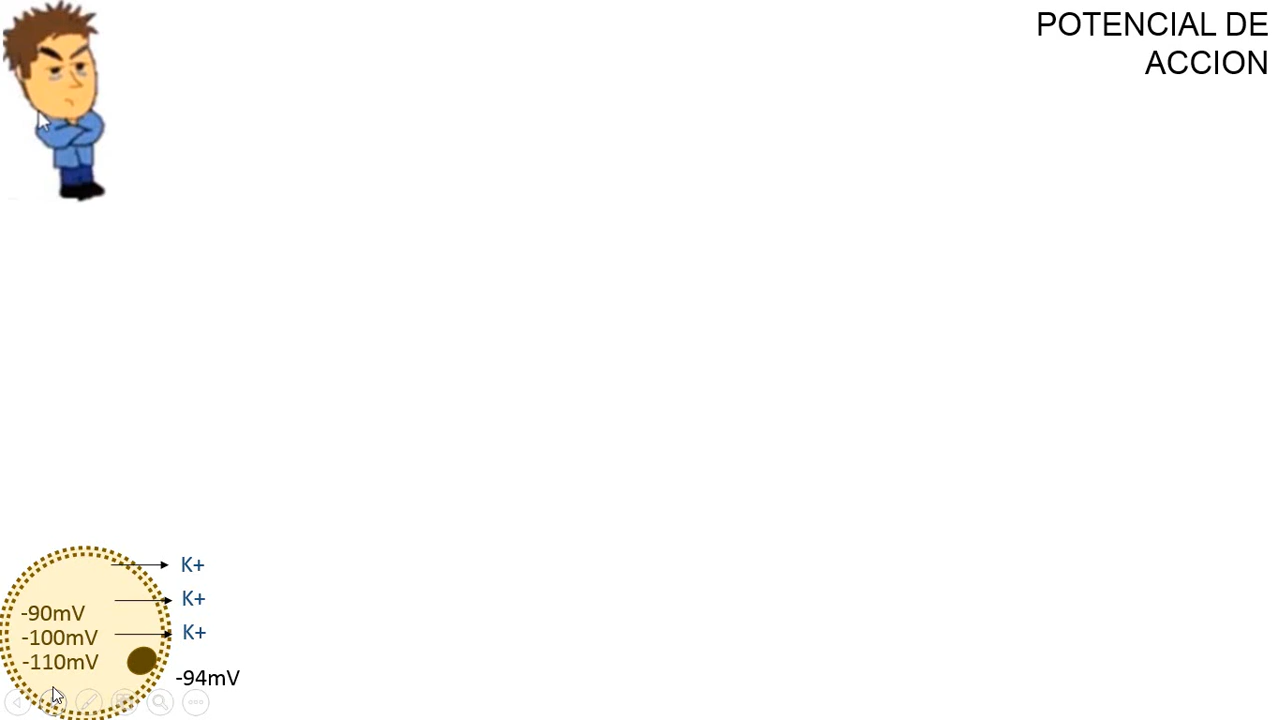 POTENCIAL DE
ACCION
K+
K+
K+
-90mV
-100mV
-110mV
-94mV